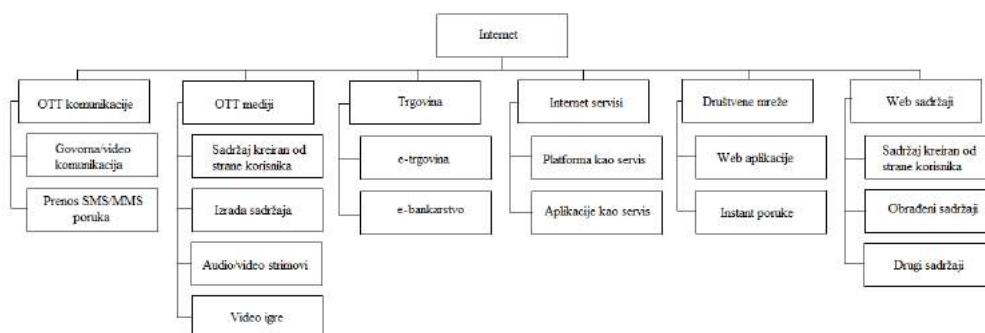 Internet
OTT komunikacije
Govorna/video
komunikacija
Prenos SMS/MMS
poruka
OTT mediji
Sadržaj kreiran od
strane korisnika
Izrada sadržaja
Audio/video strimovi
Video igre
Trgovina
e-trgovina
e-bankarstvo
Internet servisi
Platforma kao servis
Aplikacije kao servis
Društvene mreže
Web aplikacije
Instant poruke
Web sadržaji
Sadržaj kreiran od
strane korisnika
Obrađeni sadržaji
Drugi sadržaji